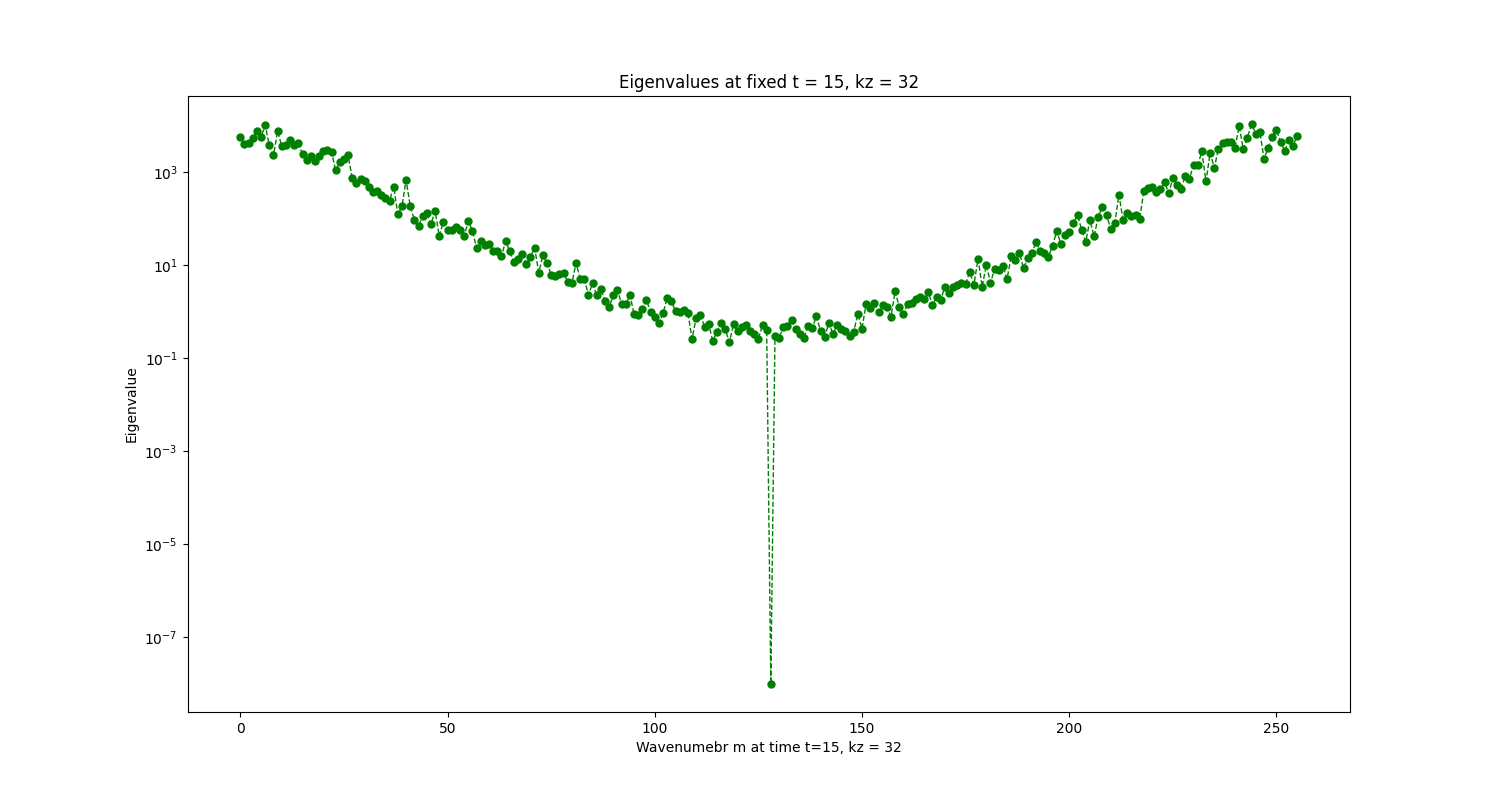 Eigenvalues at fixed t = 15, kz = 32
Eigenvalue
10³
10¹
10⁻¹
10⁻³
10⁻⁵
10⁻⁷
0 50 100 150 200 250
Wavenumebr m at time t=15, kz = 32